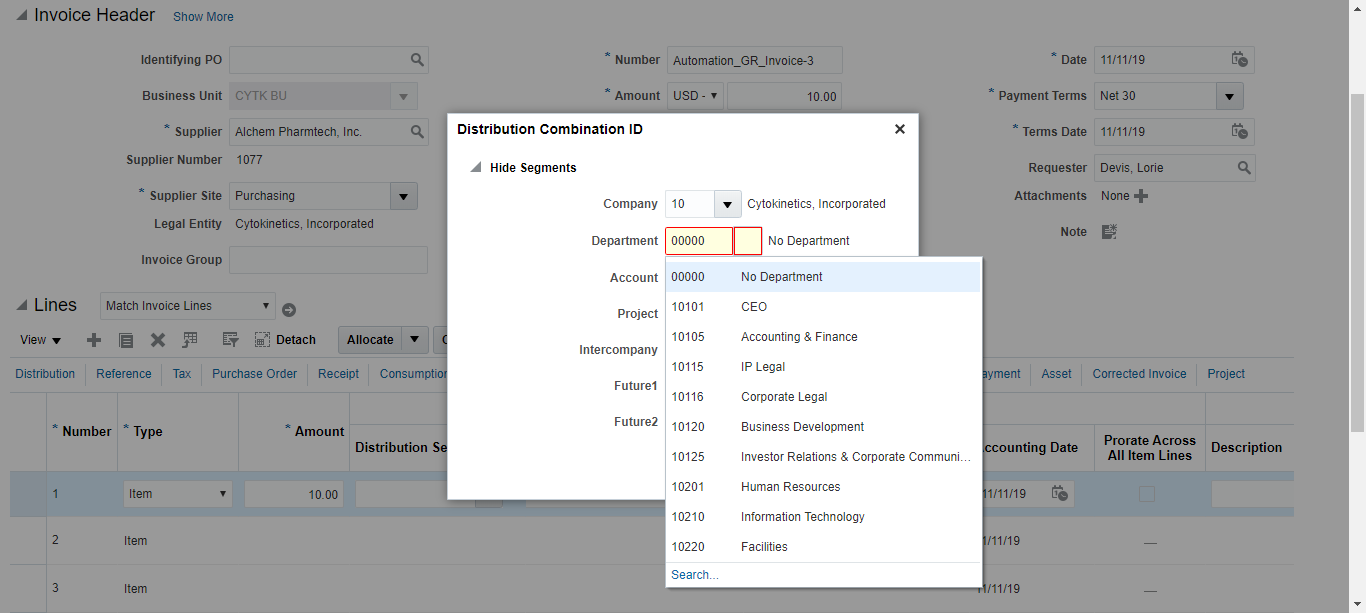 Invoice Header Show More
Identifying PO
* Number Automation_GR_Invoice-3
* Date 11/11/19
Business Unit CYTK BU
* Amount USD - 10.00
* Payment Terms Net 30
* Supplier Alchem Pharmtech, Inc.
* Terms Date 11/11/19
Supplier Number 1077
Requester Devis, Lorie
* Supplier Site Purchasing
Attachments None
Legal Entity Cytokinetics, Incorporated
Note
Invoice Group
Distribution Combination ID
Hide Segments
Company 10 Cytokinetics, Incorporated
Department 00000 No Department
Account
Project
Intercompany
Future1
Future2
00000 No Department
10101 CEO
10105 Accounting & Finance
10115 IP Legal
10116 Corporate Legal
10120 Business Development
10125 Investor Relations & Corporate Communi...
10201 Human Resources
10210 Information Technology
10220 Facilities
Search...
Lines Match Invoice Lines
View Detach Allocate
Distribution Reference Tax Purchase Order Receipt Consumption Asset Corrected Invoice Project
* Number * Type * Amount
Distribution Se
ccounting Date
Prorate Across
All Item Lines
Description
1 Item 10.00 11/11/19
2 Item 1/11/19
3 Item 11/11/19